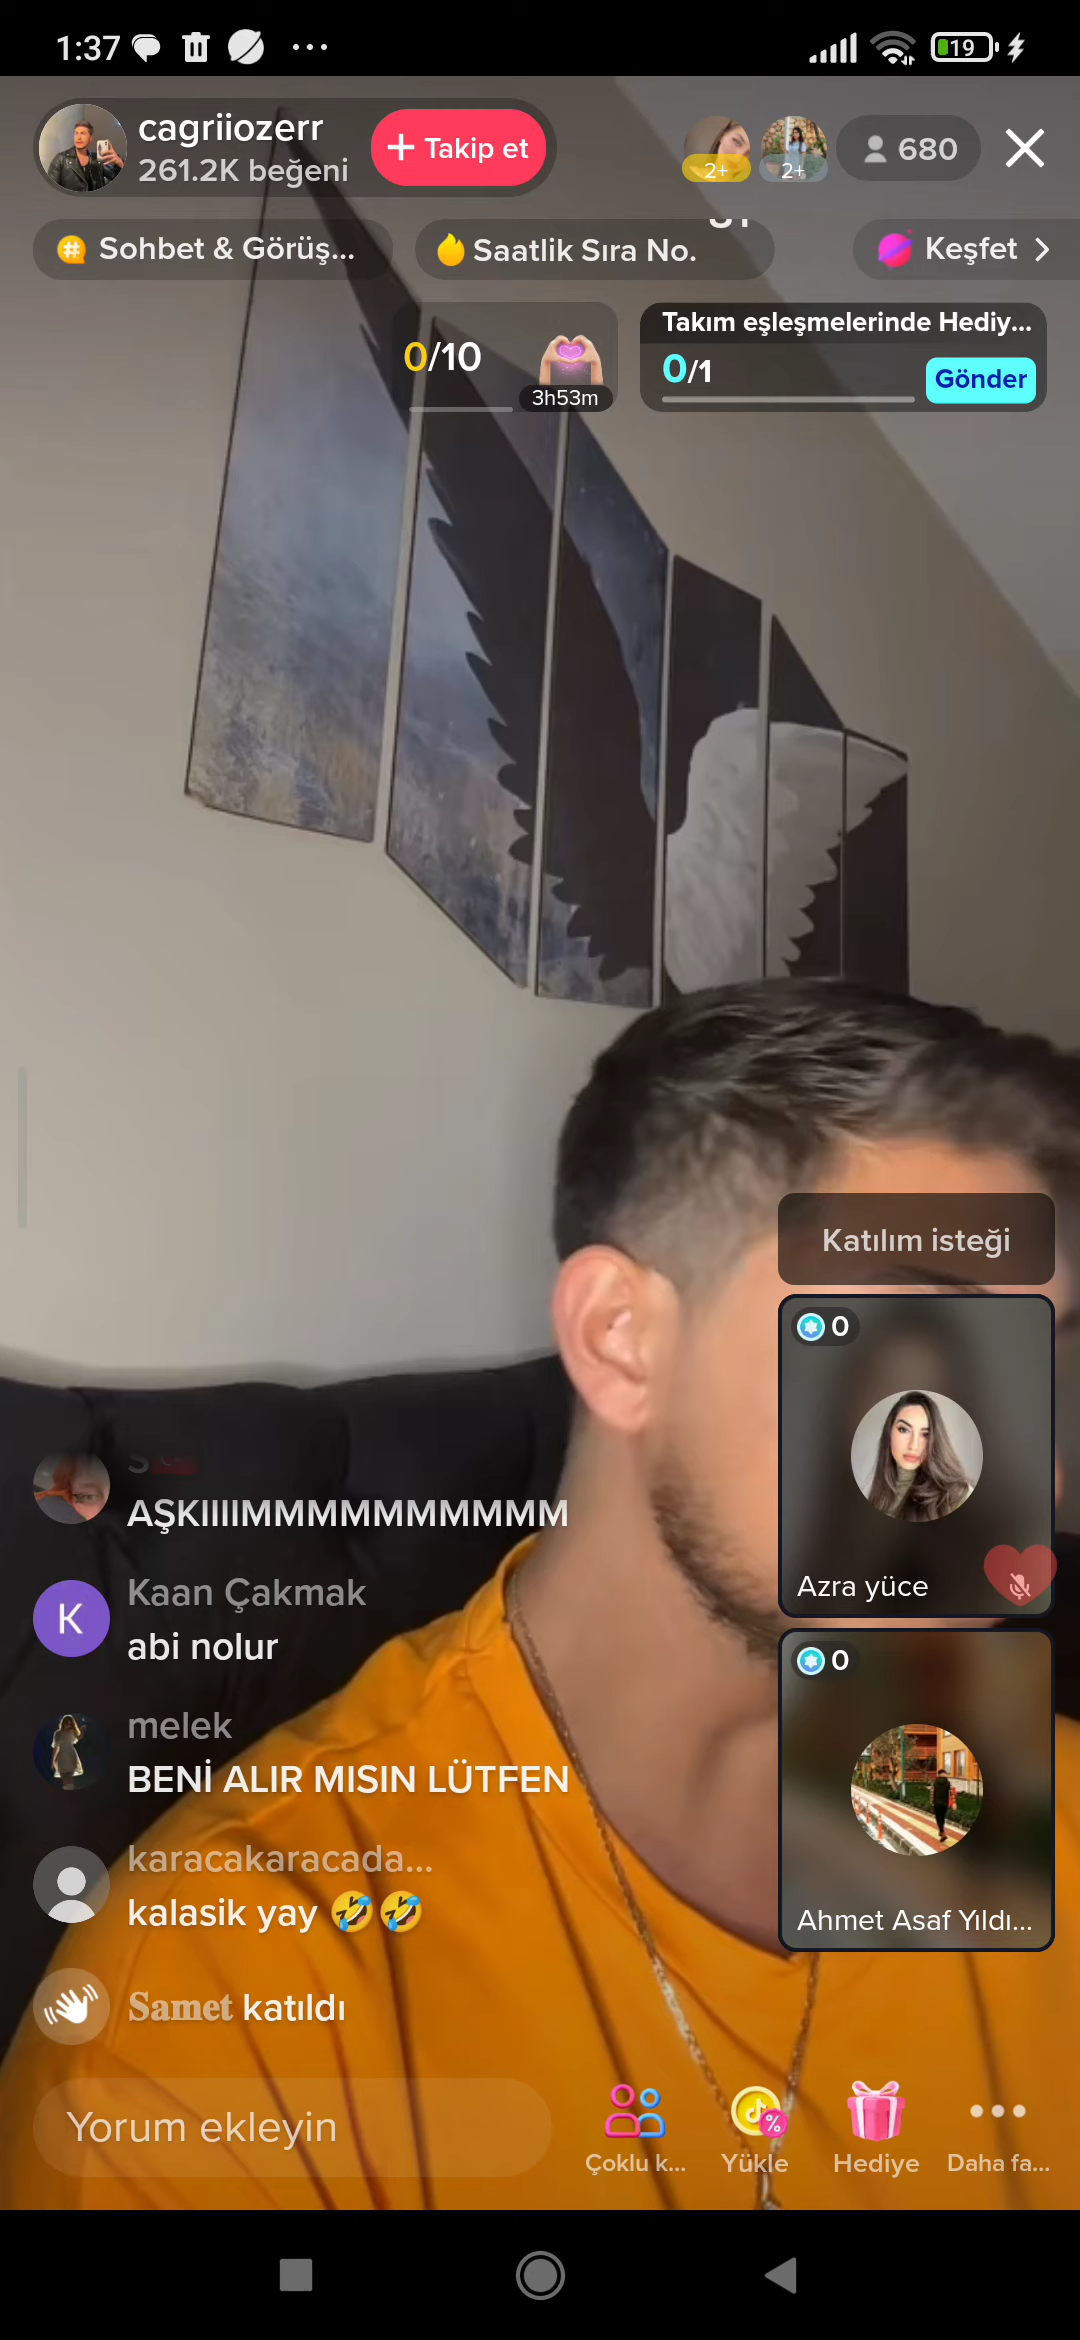 1:37
19
cagriiozerr
261.2K beğeni
+ Takip et
2+
2+
680
Sohbet & Görüş...
Saatlik Sıra No.
Keşfet
0/10
3h53m
Takım eşleşmelerinde Hediy...
0/1
Gönder
Katılım isteği
0
Azra yüce
0
Ahmet Asaf Yıldı...
S
AŞKIIIIMMMMMMMMMM
K
Kaan Çakmak
abi nolur
melek
BENİ ALIR MISIN LÜTFEN
karacakaracada...
kalasik yay 🤣🤣
Samet katıldı
Yorum ekleyin
Çoklu k...
Yükle
Hediye
Daha fa...